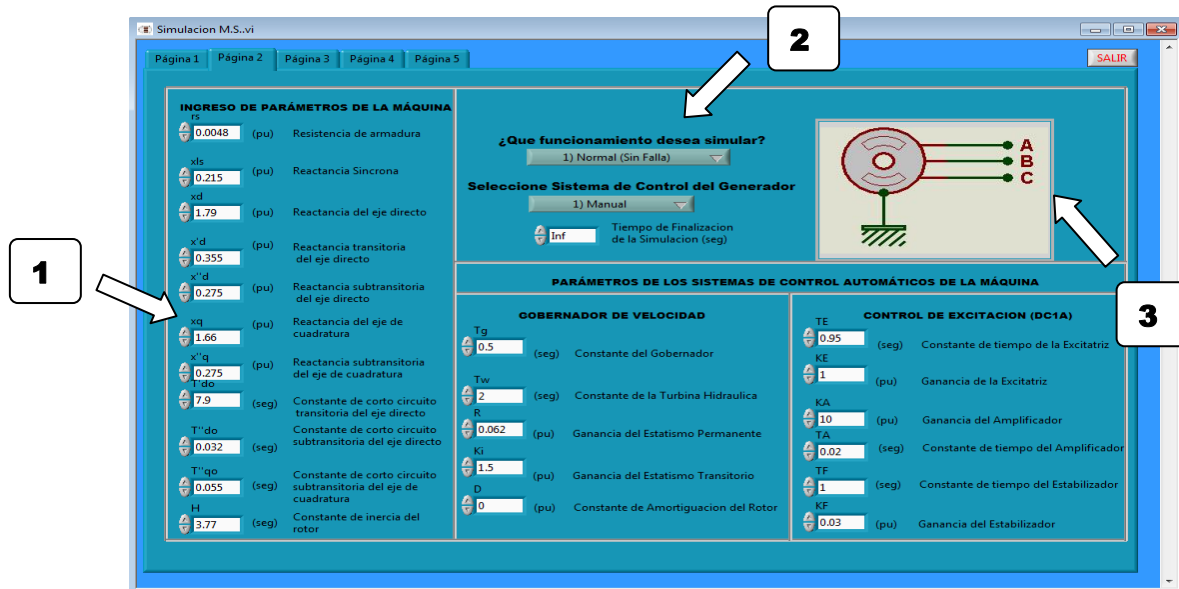 Simulacion M.S..vi
Página 1 Página 2 Página 3 Página 4 Página 5
SALIR
1
2
3
INGRESO DE PARÁMETROS DE LA MÁQUINA
rs
0.0048 (pu) Resistencia de armadura
xls
0.215 (pu) Reactancia Sincrona
xd
1.79 (pu) Reactancia del eje directo
x'd
0.355 (pu) Reactancia transitoria
del eje directo
x''d
0.275 (pu) Reactancia subtransitoria
del eje directo
xq
1.66 (pu) Reactancia del eje de
cuadratura
x''q
0.275 (pu) Reactancia subtransitoria
del eje de cuadratura
T'do
7.9 (seg) Constante de corto circuito
transitoria del eje directo
T''do
0.032 (seg) Constante de corto circuito
subtransitoria del eje directo
T''qo
0.055 (seg) Constante de corto circuito
subtransitoria del eje de
cuadratura
H
3.77 (seg) Constante de inercia del
rotor
¿Que funcionamiento desea simular?
1) Normal (Sin Falla)
Seleccione Sistema de Control del Generador
1) Manual
Inf Tiempo de Finalizacion
de la Simulacion (seg)
A
B
C
PARÁMETROS DE LOS SISTEMAS DE CONTROL AUTOMÁTICOS DE LA MÁQUINA
GOBERNADOR DE VELOCIDAD
Tg
0.5 (seg) Constante del Gobernador
Tw
2 (seg) Constante de la Turbina Hidraulica
R
0.062 (pu) Ganancia del Estatismo Permanente
Ki
1.5 (pu) Ganancia del Estatismo Transitorio
D
0 (pu) Constante de Amortiguacion del Rotor
CONTROL DE EXCITACION (DC1A)
TE
0.95 (seg) Constante de tiempo de la Excitatriz
KE
1 (pu) Ganancia de la Excitatriz
KA
10 (pu) Ganancia del Amplificador
TA
0.02 (seg) Constante de tiempo del Amplificador
TF
1 (seg) Constante de tiempo del Estabilizador
KF
0.03 (pu) Ganancia del Estabilizador